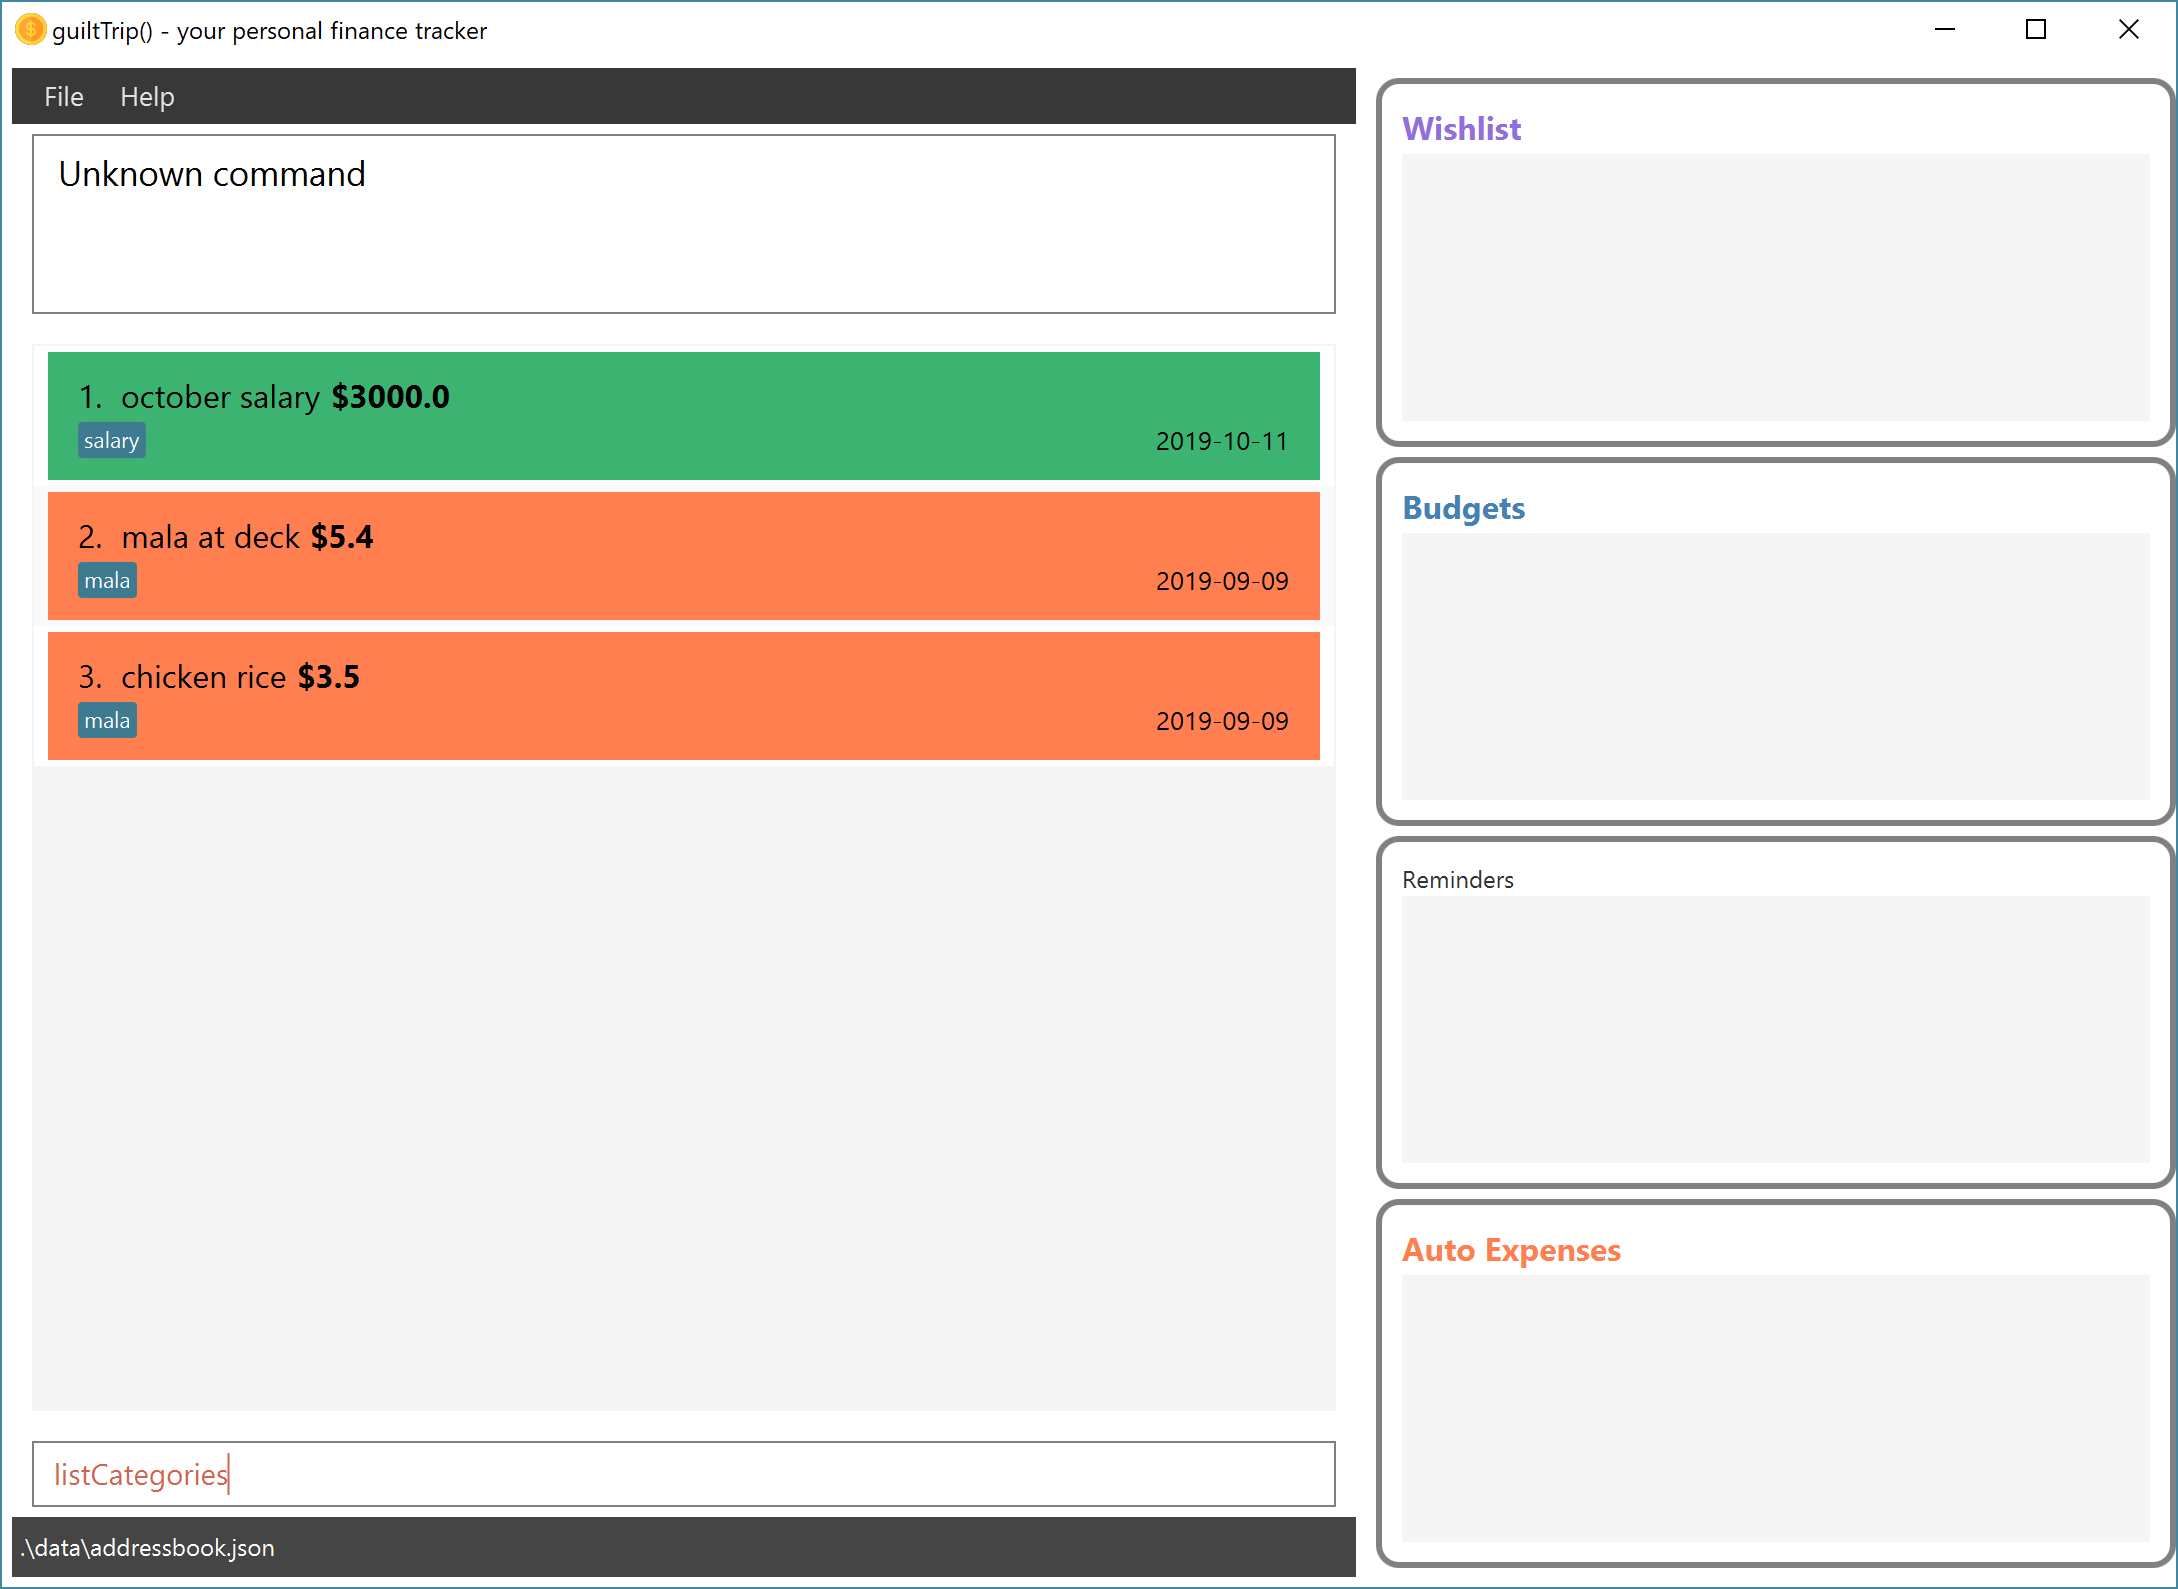 guiltTrip() - your personal finance tracker
File Help
Unknown command
1. october salary $3000.0
salary 2019-10-11
2. mala at deck $5.4
mala 2019-09-09
3. chicken rice $3.5
mala 2019-09-09
listCategories
.\data\addressbook.json
Wishlist
Budgets
Reminders
Auto Expenses